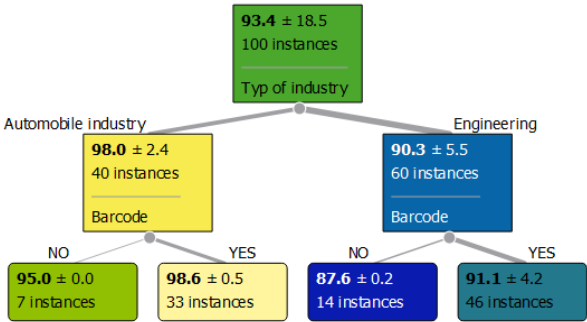 93.4 ± 18.5
100 instances
Typ of industry
Automobile industry
Engineering
98.0 ± 2.4
40 instances
Barcode
90.3 ± 5.5
60 instances
Barcode
NO
YES
NO
YES
95.0 ± 0.0
7 instances
98.6 ± 0.5
33 instances
87.6 ± 0.2
14 instances
91.1 ± 4.2
46 instances